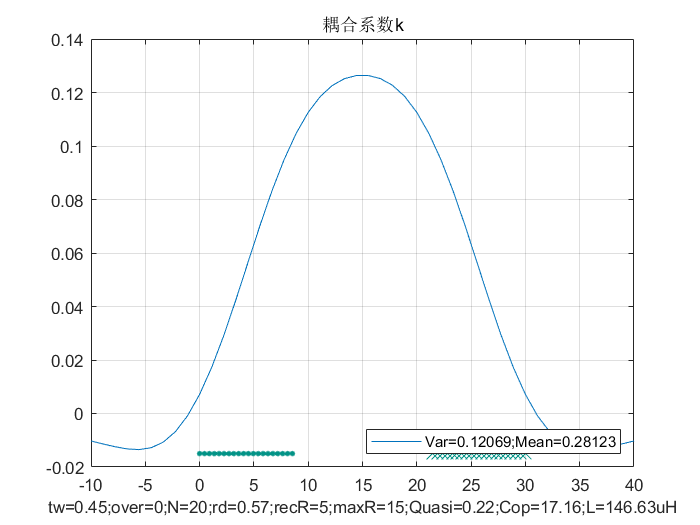 耦合系数k
0.14
0.12
0.1
0.08
0.06
0.04
0.02
0
-0.02
Var=0.12069;Mean=0.28123
-10 -5 0 5 10 15 20 25 30 35 40
tw=0.45;over=0;N=20;rd=0.57;recR=5;maxR=15;Quasi=0.22;Cop=17.16;L=146.63uH